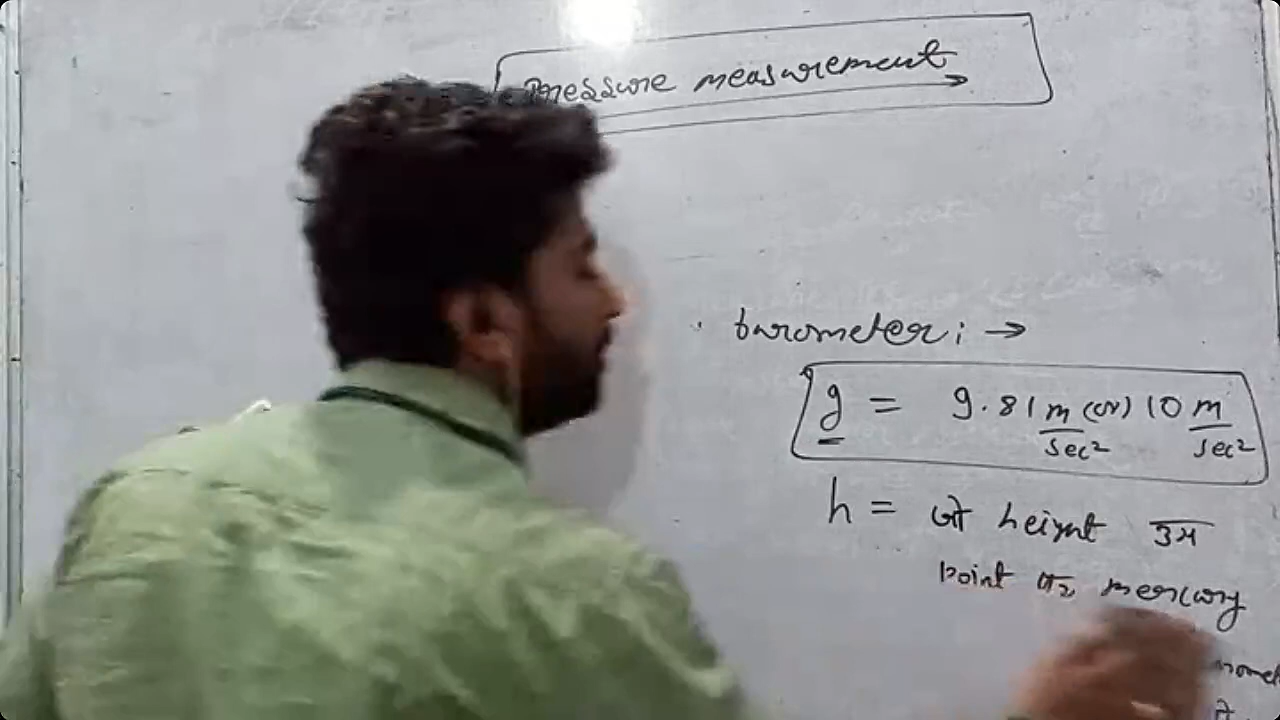 Pressure measurement
barometer; →
g = 9.81 m/sec² (or) 10 m/sec²
h = जो height उस
point पर mercury